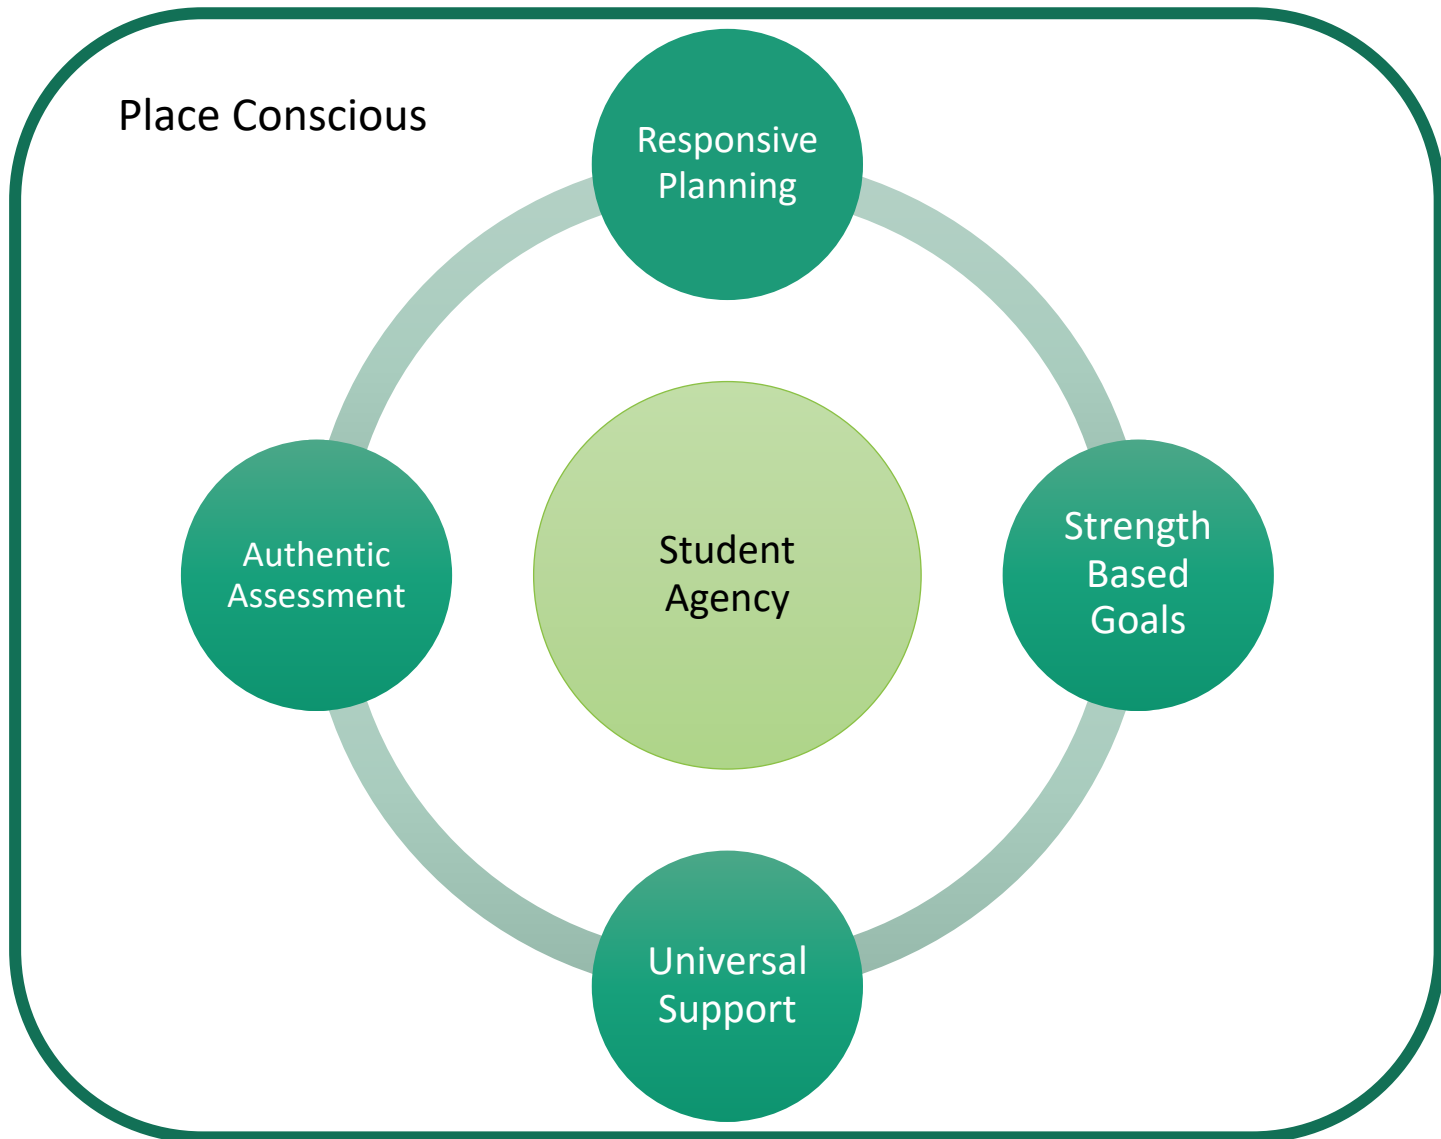 Place Conscious
Responsive
Planning
Authentic
Assessment
Student
Agency
Strength
Based
Goals
Universal
Support